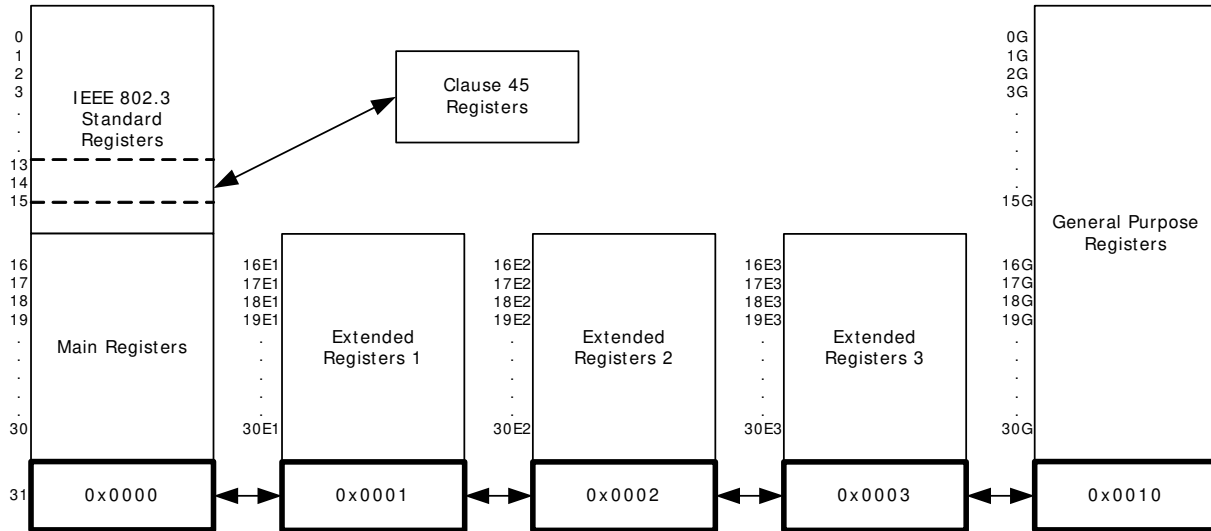 0
1
2
3
.
.
.
13
14
15
IEEE 802.3
Standard
Registers
Clause 45
Registers
16
17
18
19
.
.
.
.
.
30
Main Registers
16E1
17E1
18E1
19E1
.
.
.
.
.
30E1
Extended
Registers 1
16E2
17E2
18E2
19E2
.
.
.
.
.
30E2
Extended
Registers 2
16E3
17E3
18E3
19E3
.
.
.
.
.
30E3
Extended
Registers 3
0G
1G
2G
3G
.
.
.
.
.
15G
16G
17G
18G
19G
.
.
.
.
.
30G
General Purpose
Registers
31
0x0000
0x0001
0x0002
0x0003
0x0010